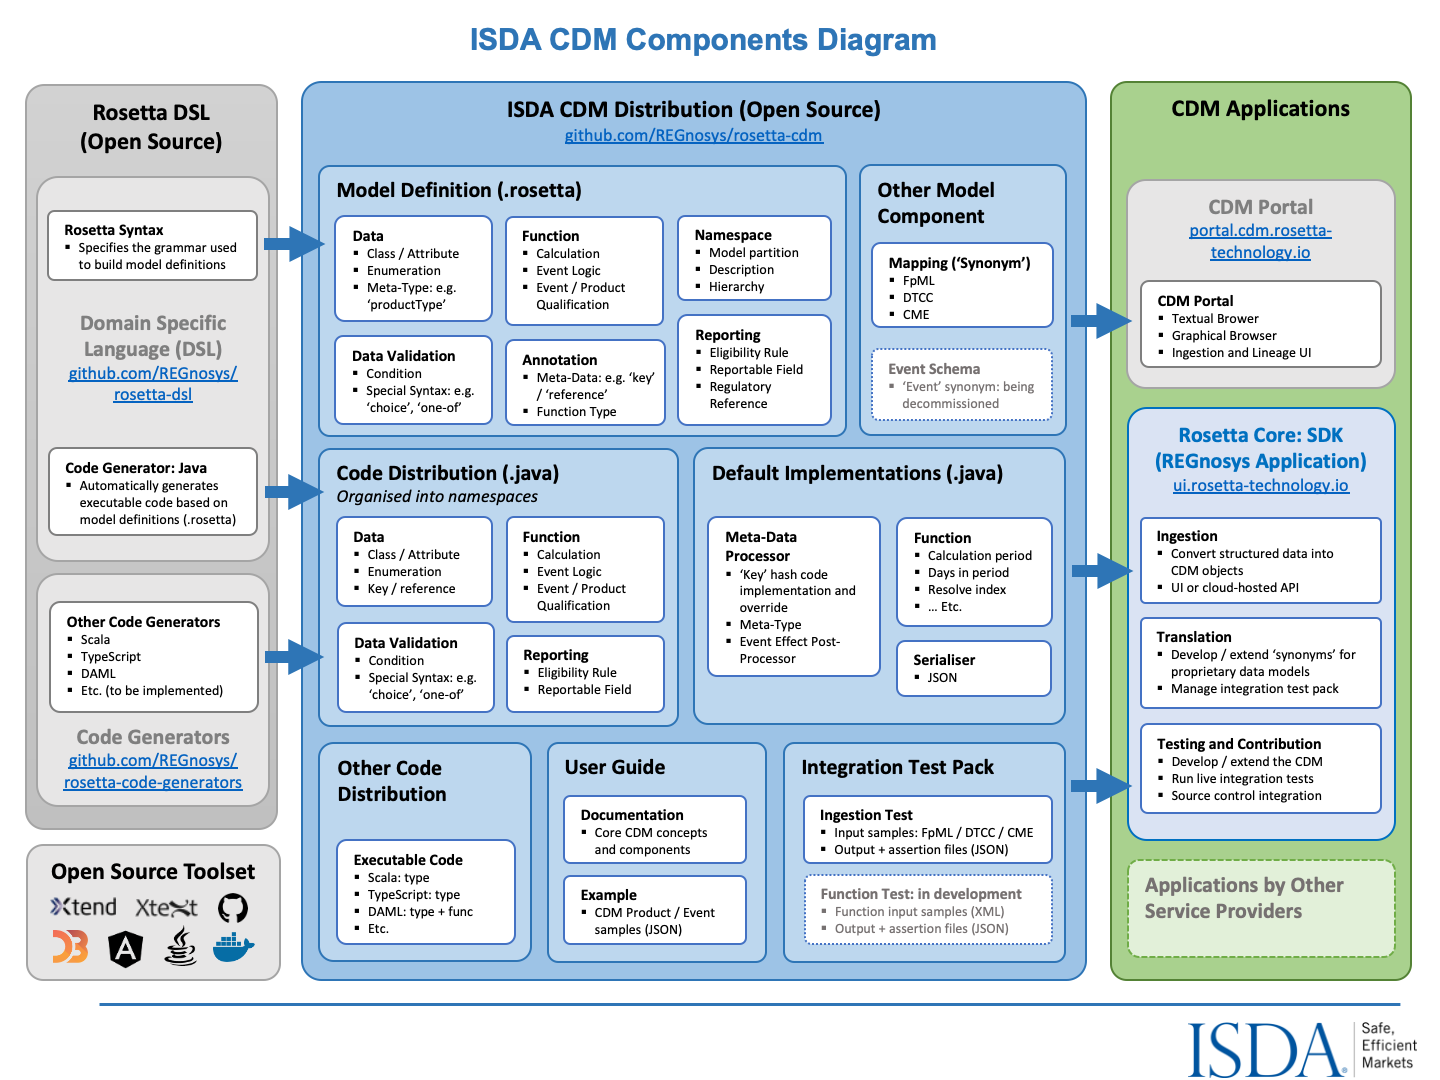 ISDA CDM Components Diagram
Rosetta DSL
(Open Source)
Rosetta Syntax
▪ Specifies the grammar used
to build model definitions
Domain Specific
Language (DSL)
github.com/REGnosys/
rosetta-dsl
Code Generator: Java
▪ Automatically generates
executable code based on
model definitions (.rosetta)
Other Code Generators
▪ Scala
▪ TypeScript
▪ DAML
▪ Etc. (to be implemented)
Code Generators
github.com/REGnosys/
rosetta-code-generators
Open Source Toolset
Xtend
Xtext
D3
A
Java
ISDA CDM Distribution (Open Source)
github.com/REGnosys/rosetta-cdm
Model Definition (.rosetta)
Data
▪ Class / Attribute
▪ Enumeration
▪ Meta-Type: e.g.
‘productType’
Function
▪ Calculation
▪ Event Logic
▪ Event / Product
Qualification
Namespace
▪ Model partition
▪ Description
▪ Hierarchy
Data Validation
▪ Condition
▪ Special Syntax: e.g.
‘choice’, ‘one-of’
Annotation
▪ Meta-Data: e.g. ‘key’
/ ‘reference’
▪ Function Type
Reporting
▪ Eligibility Rule
▪ Reportable Field
▪ Regulatory
Reference
Other Model
Component
Mapping (‘Synonym’)
▪ FpML
▪ DTCC
▪ CME
Event Schema
▪ ‘Event’ synonym: being
decommissioned
Code Distribution (.java)
Organised into namespaces
Data
▪ Class / Attribute
▪ Enumeration
▪ Key / reference
Function
▪ Calculation
▪ Event Logic
▪ Event / Product
Qualification
Data Validation
▪ Condition
▪ Special Syntax: e.g.
‘choice’, ‘one-of’
Reporting
▪ Eligibility Rule
▪ Reportable Field
Default Implementations (.java)
Meta-Data
Processor
▪ ‘Key’ hash code
implementation and
override
▪ Meta-Type
▪ Event Effect Post-
Processor
Function
▪ Calculation period
▪ Days in period
▪ Resolve index
▪ … Etc.
Serialiser
▪ JSON
Other Code
Distribution
Executable Code
▪ Scala: type
▪ TypeScript: type
▪ DAML: type + func
▪ Etc.
User Guide
Documentation
▪ Core CDM concepts
and components
Example
▪ CDM Product / Event
samples (JSON)
Integration Test Pack
Ingestion Test
▪ Input samples: FpML / DTCC / CME
▪ Output + assertion files (JSON)
Function Test: in development
▪ Function input samples (XML)
▪ Output + assertion files (JSON)
CDM Applications
CDM Portal
portal.cdm.rosetta-
technology.io
CDM Portal
▪ Textual Brower
▪ Graphical Browser
▪ Ingestion and Lineage UI
Rosetta Core: SDK
(REGnosys Application)
ui.rosetta-technology.io
Ingestion
▪ Convert structured data into
CDM objects
▪ UI or cloud-hosted API
Translation
▪ Develop / extend ‘synonyms’ for
proprietary data models
▪ Manage integration test pack
Testing and Contribution
▪ Develop / extend the CDM
▪ Run live integration tests
▪ Source control integration
Applications by Other
Service Providers
ISDA®
Safe,
Efficient
Markets